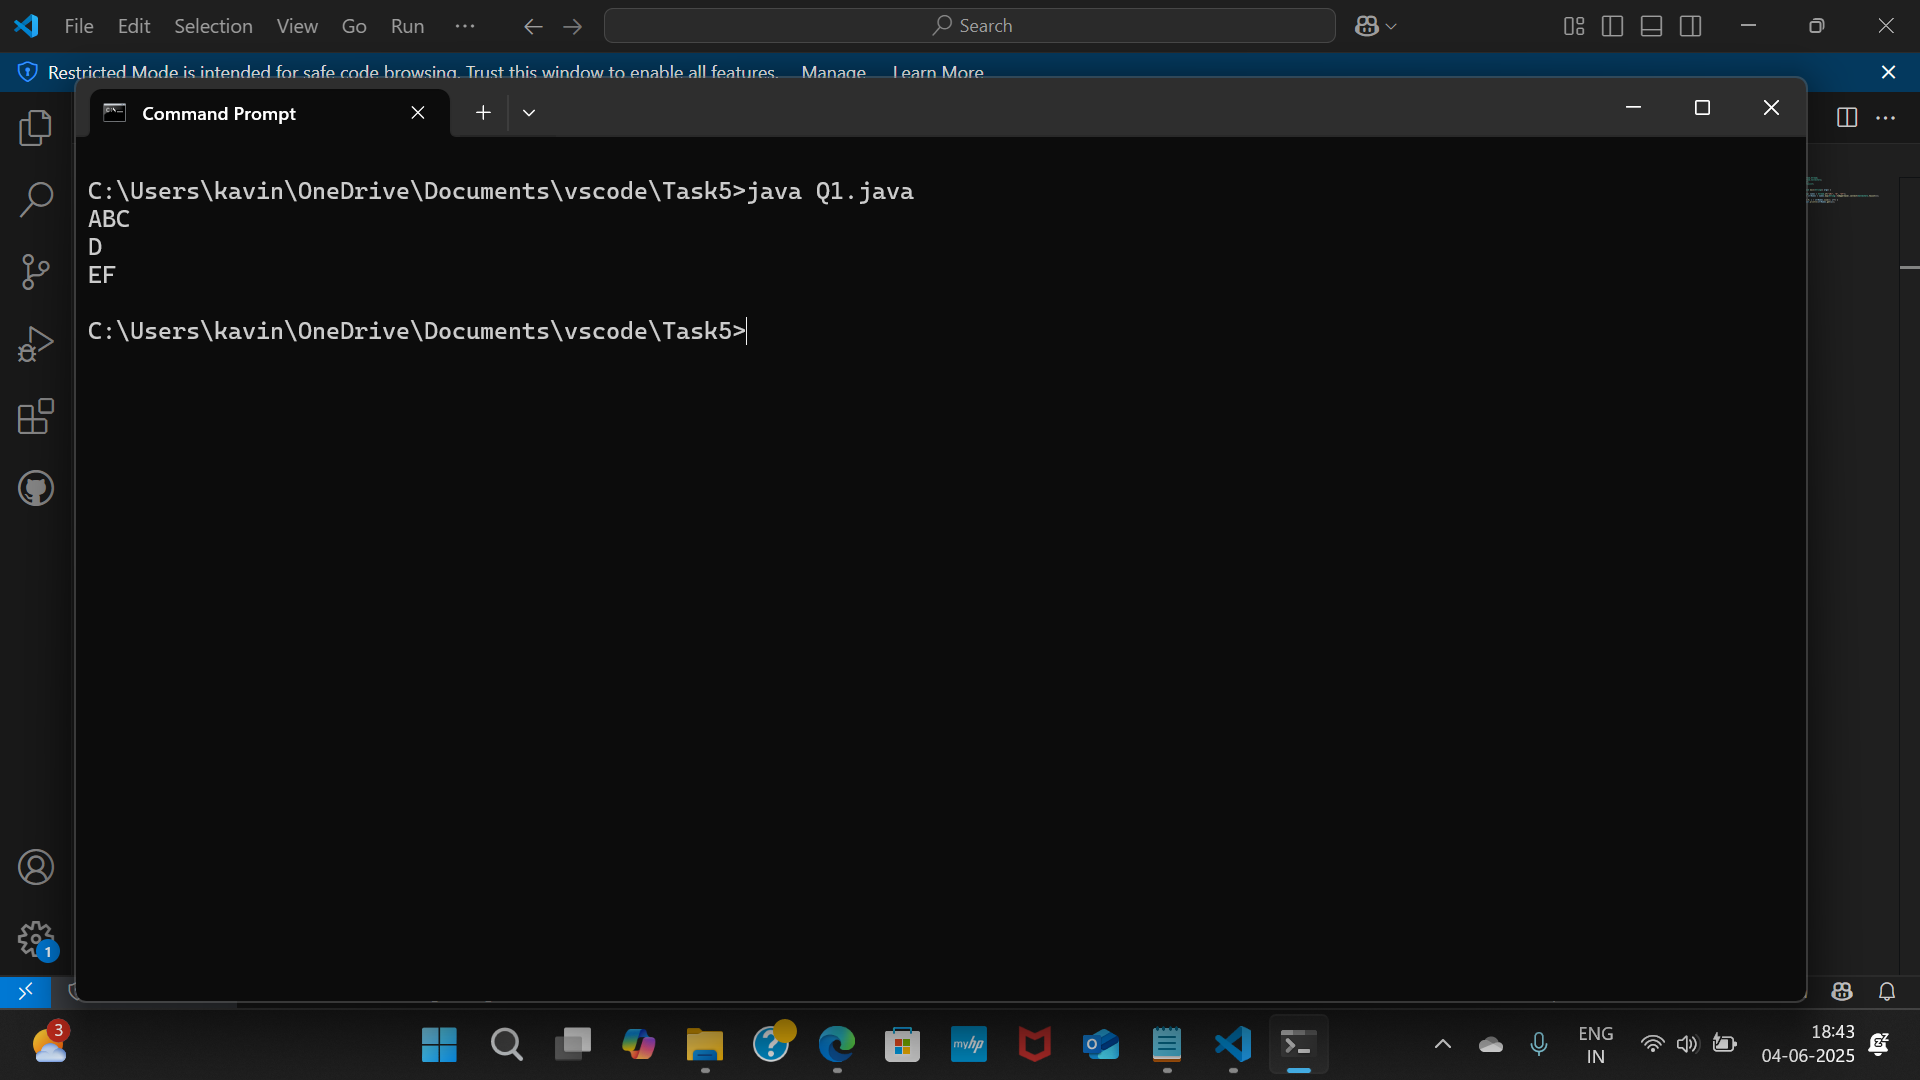 File Edit Selection View Go Run ··· Search
Restricted Mode is intended for safe code browsing. Trust this window to enable all features. Manage Learn More
Command Prompt
C:\Users\kavin\OneDrive\Documents\vscode\Task5>java Q1.java
ABC
D
EF
C:\Users\kavin\OneDrive\Documents\vscode\Task5>
1
3
myhp
ENG
IN
18:43
04-06-2025